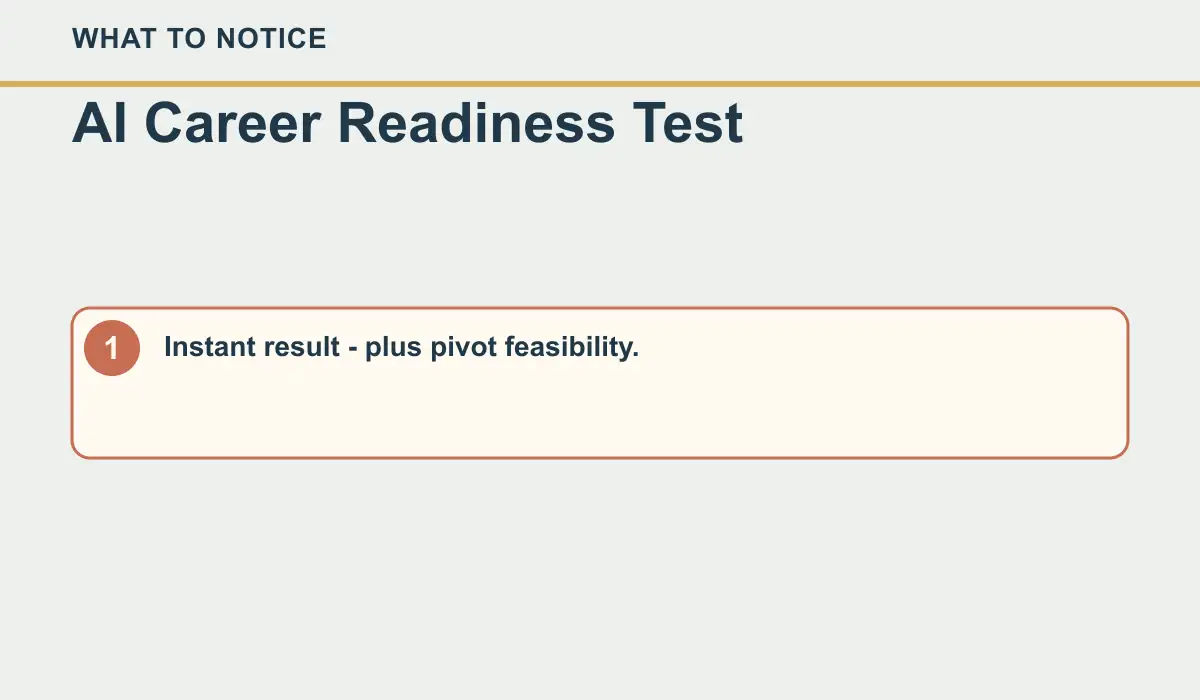 WHAT TO NOTICE
AI Career Readiness Test
1 Instant result - plus pivot feasibility.